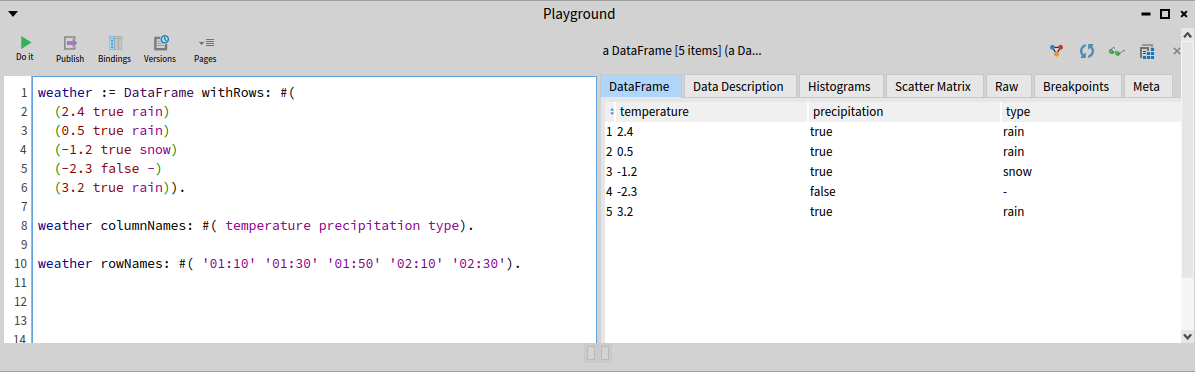 Playground
Do it Publish Bindings Versions Pages
a DataFrame [5 items] (a Da...
1 weather := DataFrame withRows: #(
2 (2.4 true rain)
3 (0.5 true rain)
4 (-1.2 true snow)
5 (-2.3 false -)
6 (3.2 true rain)).
7
8 weather columnNames: #( temperature precipitation type).
9
10 weather rowNames: #( '01:10' '01:30' '01:50' '02:10' '02:30').
11
12
13
14
DataFrame Data Description Histograms Scatter Matrix Raw Breakpoints Meta
temperature precipitation type
1 2.4 true rain
2 0.5 true rain
3 -1.2 true snow
4 -2.3 false -
5 3.2 true rain